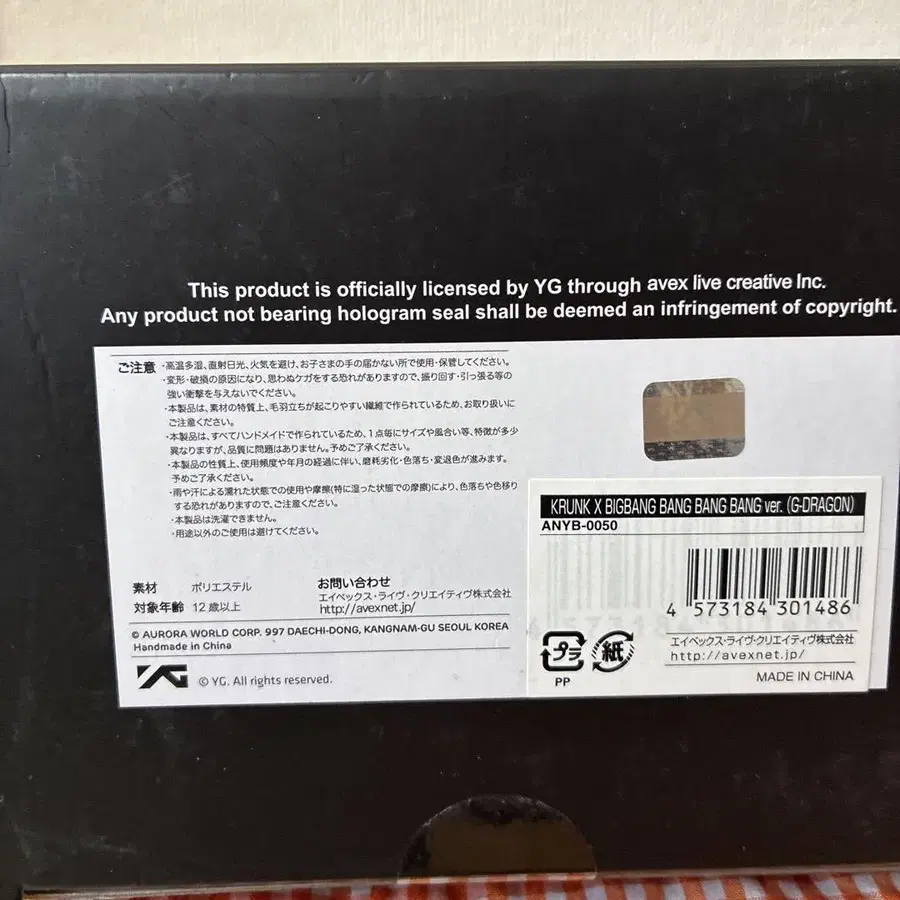 This product is officially licensed by YG through avex live creative Inc.
Any product not bearing hologram seal shall be deemed an infringement of copyright.
ご注意 ・高温多湿、直射日光、火気を避け、お子さまの手の届かない所で使用・保管してください。
・変形・破損の原因になり、思わぬケガをする恐れがありますので、振り回す・引っ張る等の
強い衝撃を与えないでください。
・本製品は、素材の特質上、毛羽立ちが起こりやすい繊維で作られているため、お取り扱いに
ご注意ください。
・本製品は、すべてハンドメイドで作られているため、1点毎にサイズや風合い等、特徴が多少
異なりますが、品質に問題はありません。予めご了承ください。
・本製品の性質上、使用頻度や年月の経過に伴い、磨耗劣化・色落ち・変退色が進みます。
予めご了承ください。
・雨や汗による濡れた状態での使用や摩擦(特に湿った状態での摩擦)により、色落ちや色移り
する恐れがありますので、ご注意ください。
・本製品は洗濯できません。
・用途以外のご使用は避けてください。
素材 ポリエステル
対象年齢 12歳以上
お問い合わせ
エイベックス・ライヴ・クリエイティヴ株式会社
http://avexnet.jp/
© AURORA WORLD CORP. 997 DAECHI-DONG, KANGNAM-GU SEOUL KOREA
Handmade in China
YG © YG. All rights reserved.
KRUNK X BIGBANG BANG BANG BANG ver. (G-DRAGON)
ANYB-0050
4 573184 301486
プラ
PP
紙
エイベックス・ライヴ・クリエイティヴ株式会社
http://avexnet.jp/
MADE IN CHINA